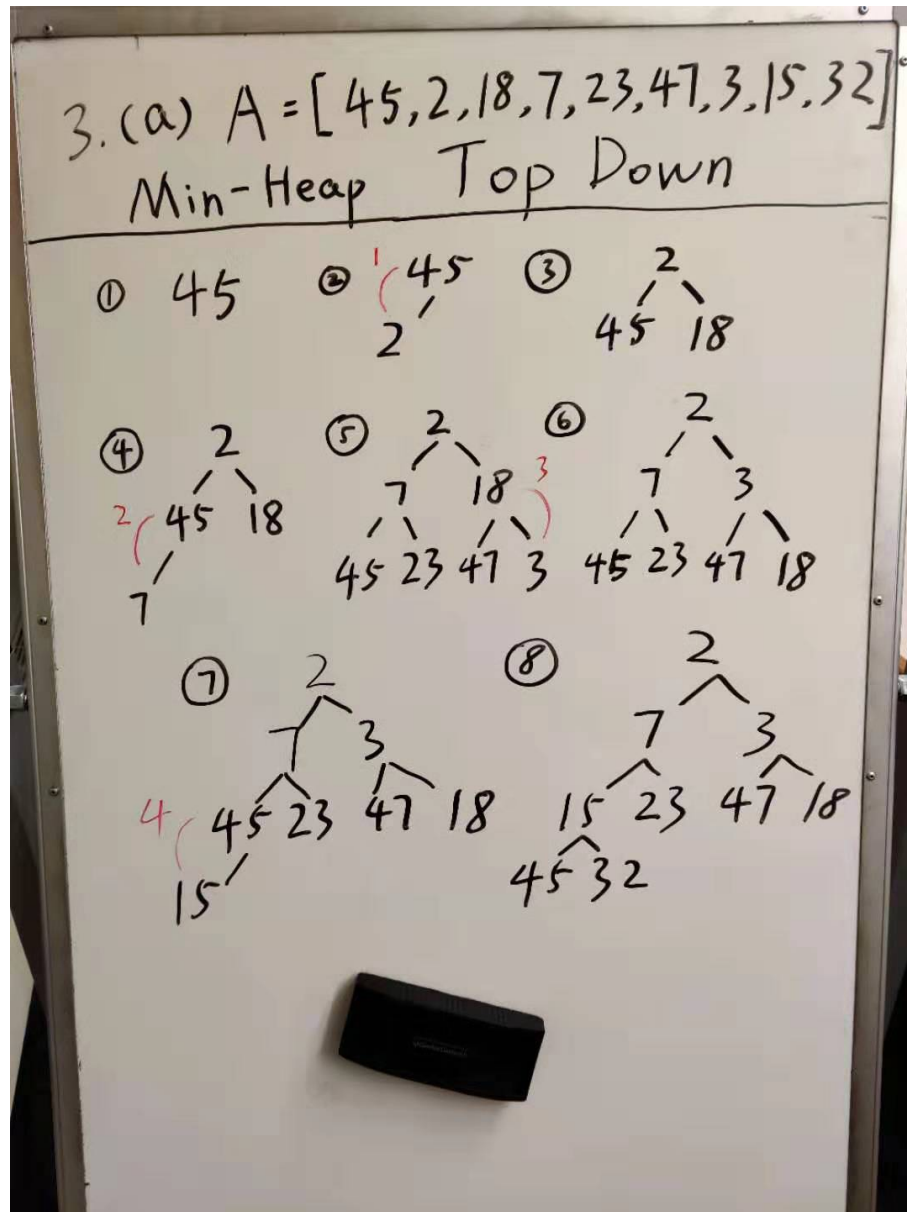 3. (a) A = [45, 2, 18, 7, 23, 47, 3, 15, 32]
Min-Heap Top Down
① 45
② 1 45
2
③ 2
45 18
④ 2
2 45 18
7
⑤ 2
7 18 3
45 23 47 3
⑥ 2
7 3
45 23 47 18
⑦ 2
7 3
4 45 23 47 18
15
⑧ 2
7 3
15 23 47 18
45 32